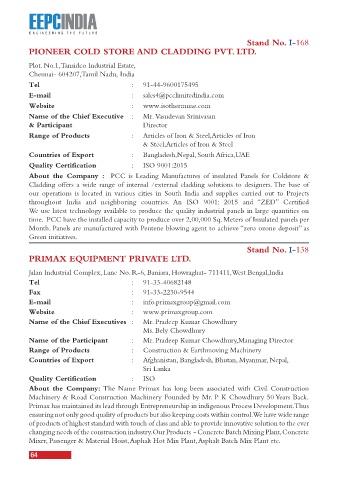 EEPC INDIA
ENGINEERING THE FUTURE
Stand No. I-168
PIONEER COLD STORE AND CLADDING PVT. LTD.
Plot. No.1, Tansidco Industrial Estate,
Chennai- 604207, Tamil Nadu, India
Tel : 91-44-9600175495
E-mail : sales4@pcclimitedindia.com
Website : www.isothermme.com
Name of the Chief Executive : Mr. Vasudevan Srinivasan
& Participant Director
Range of Products : Articles of Iron & Steel,Articles of Iron
& Steel,Articles of Iron & Steel
Countries of Export : Bangladesh,Nepal, South Africa,UAE
Quality Certification : ISO 9001:2015
About the Company : PCC is Leading Manufactures of insulated Panels for Coldstore &
Cladding offers a wide range of internal /external cladding solutions to designers. The base of
our operations is located in various cities in South India and supplies carried out to Projects
throughout India and neighboring countries. An ISO 9001: 2015 and "ZED" Certified
We use latest technology available to produce the quality industrial panels in large quantities on
time. PCC have the installed capacity to produce over 2,00,000 Sq. Meters of Insulated panels per
Month. Panels are manufactured with Pentene blowing agent to achieve "zero ozone deposit" as
Green initiatives.
Stand No. I-138
PRIMAX EQUIPMENT PRIVATE LTD.
Jalan Industrial Complex, Lane No. R-6, Baniara, Howraghat- 711411, West Bengal,India
Tel : 91-33-40682148
Fax : 91-33-2230-9544
E-mail : info.primaxgroup@gmail.com
Website : www.primaxgroup.com
Name of the Chief Executives : Mr. Pradeep Kumar Chowdhury
Ms. Bely Chowdhury
Name of the Participant : Mr. Pradeep Kumar Chowdhury,Managing Director
Range of Products : Construction & Earthmoving Machinery
Countries of Export : Afghanistan, Bangladesh, Bhutan, Myanmar, Nepal,
Sri Lanka
Quality Certification : ISO
About the Company: The Name Primax has long been associated with Civil Construction
Machinery & Road Construction Machinery Founded by Mr. P K Chowdhury 50 Years Back.
Primax has maintained its lead through Entrepreneurship in indigenous Process Development. Thus
ensuring not only good quality of products but also keeping costs within control. We have wide range
of products of highest standard with touch of class and able to provide innovative solution to the ever
changing needs of the construction industry. Our Products – Concrete Batch Mixing Plant, Concrete
Mixer, Passenger & Material Hoist, Asphalt Hot Mix Plant, Asphalt Batch Mix Plant etc.
64